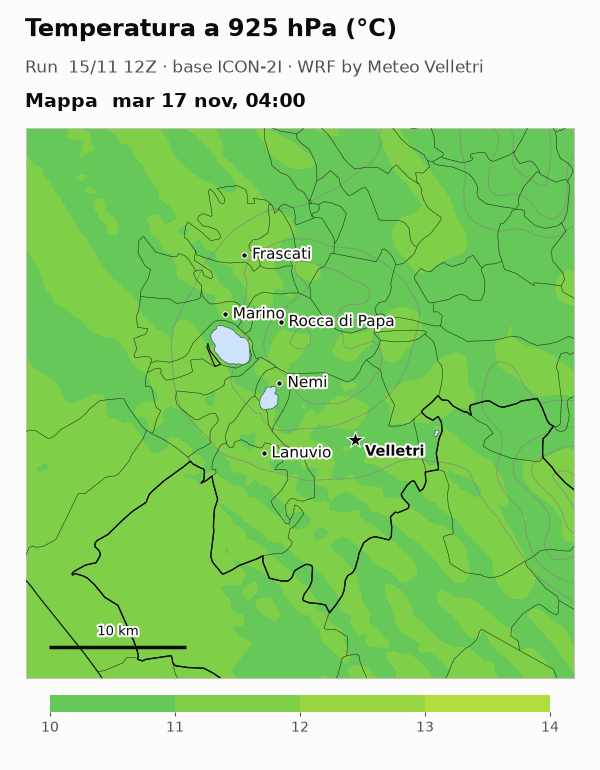 Temperatura a 925 hPa (°C)
Run  15/11 12Z · base ICON-2I · WRF by Meteo Velletri
Mappa  mar 17 nov, 04:00
Frascati
Marino
Rocca di Papa
Nemi
Lanuvio
Velletri
10 km
10 11 12 13 14